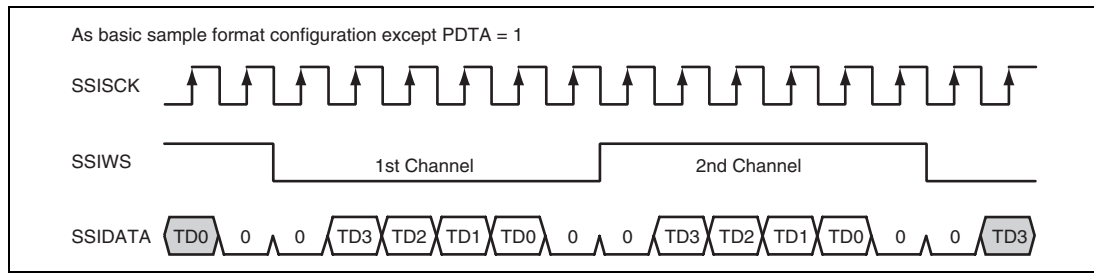 As basic sample format configuration except PDTA = 1
SSISCK
SSIWS 1st Channel 2nd Channel
SSIDATA TD0 0 0 TD3 TD2 TD1 TD0 0 0 TD3 TD2 TD1 TD0 0 0 TD3